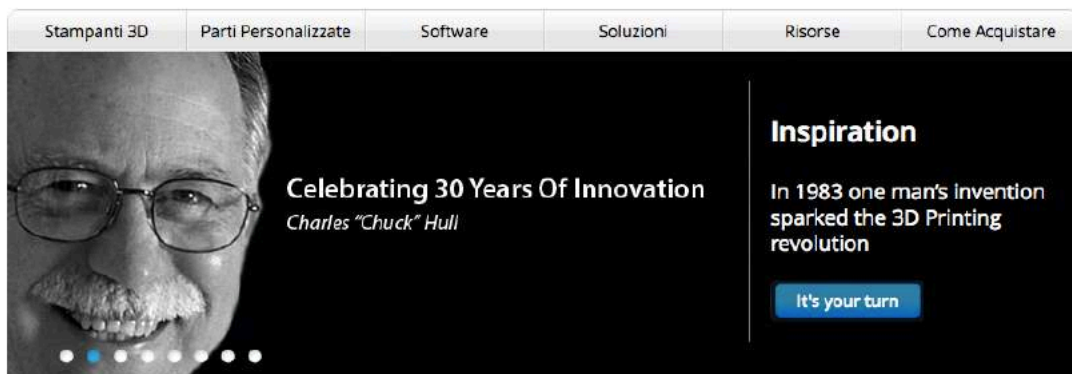 Stampanti 3D
Parti Personalizzate
Software
Soluzioni
Risorse
Come Acquistare
Celebrating 30 Years Of Innovation
Charles “Chuck” Hull
Inspiration
In 1983 one man's invention
sparked the 3D Printing
revolution
It's your turn